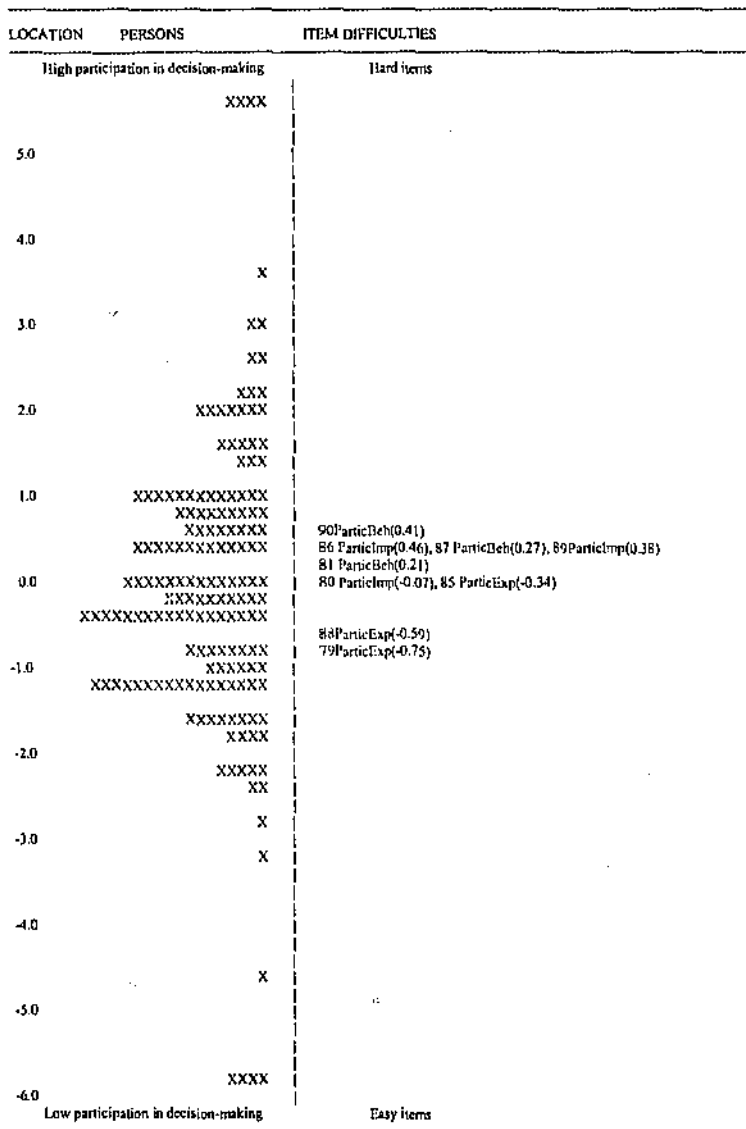 LOCATION PERSONS ITEM DIFFICULTIES
High participation in decision-making Hard items
XXXX
5.0
4.0
X
3.0 XX
XX
XXX
2.0 XXXXXXX
XXXXX
XXX
1.0 XXXXXXXXXXXXX
XXXXXXXXX
XXXXXXXX 90ParticBeh(0.41)
XXXXXXXXXXXXX 86 ParticImp(0.46), 87 ParticBeh(0.27), 89ParticImp(0.38)
81 ParticBeh(0.21)
0.0 XXXXXXXXXXXXXX 80 ParticImp(-0.07), 85 ParticExp(-0.34)
XXXXXXXXXX
XXXXXXXXXXXXXXXXXX
88ParticExp(-0.59)
XXXXXXXX 79ParticExp(-0.75)
-1.0 XXXXXX
XXXXXXXXXXXXXXXXX
XXXXXXXX
XXXX
-2.0
XXXXX
XX
X
-3.0
X
-4.0
X
-5.0
XXXX
-6.0
Low participation in decision-making Easy items